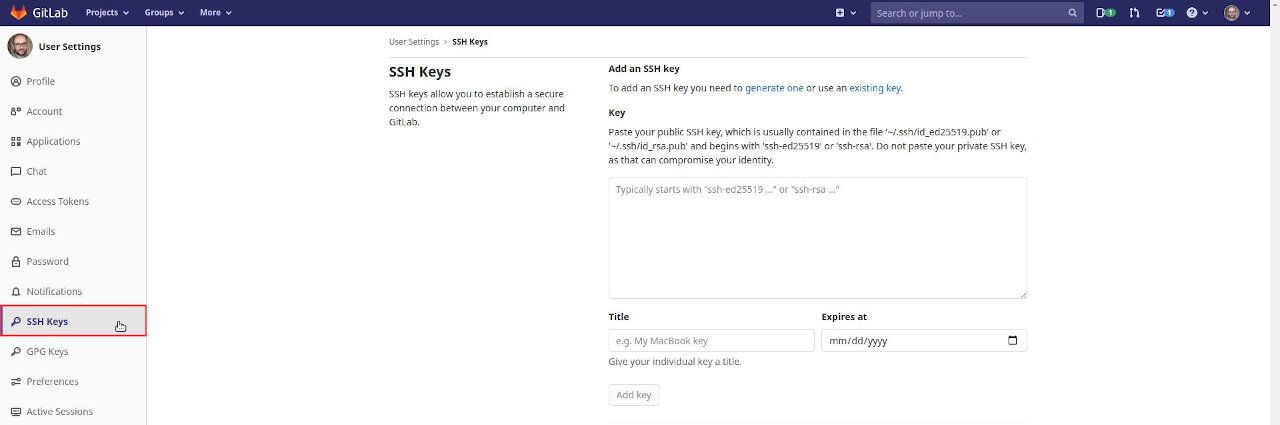 GitLab Projects Groups More Search or jump to... 1 1
User Settings
Profile
Account
Applications
Chat
Access Tokens
Emails
Password
Notifications
SSH Keys
GPG Keys
Preferences
Active Sessions
User Settings › SSH Keys
SSH Keys
SSH keys allow you to establish a secure
connection between your computer and
GitLab.
Add an SSH key
To add an SSH key you need to generate one or use an existing key.
Key
Paste your public SSH key, which is usually contained in the file '~/.ssh/id_ed25519.pub' or
'~/.ssh/id_rsa.pub' and begins with 'ssh-ed25519' or 'ssh-rsa'. Do not paste your private SSH key,
as that can compromise your identity.
Typically starts with "ssh-ed25519 ..." or "ssh-rsa ..."
Title Expires at
e.g. My MacBook key mm/dd/yyyy
Give your individual key a title.
Add key